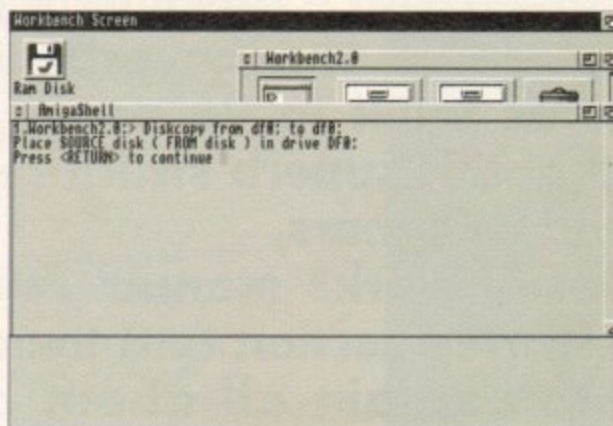 Workbench Screen
Ram Disk
Workbench2.0
AmigaShell
1.Workbench2.0:> Diskcopy from df0: to df0:
Place SOURCE disk ( FROM disk ) in drive DF0:
Press <RETURN> to continue